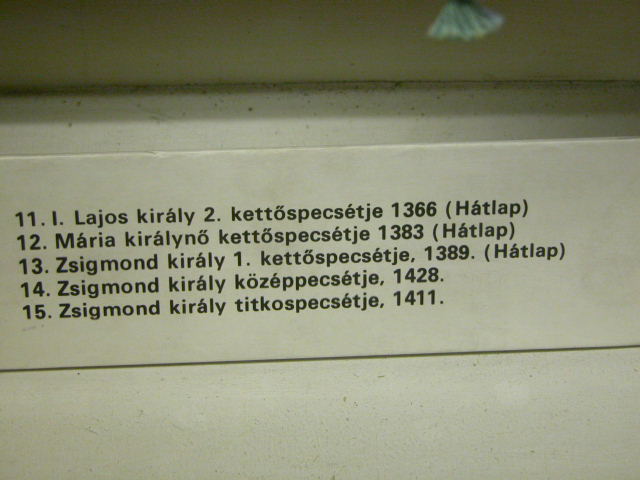 11. I. Lajos király 2. kettőspecsétje 1366 (Hátlap)
12. Mária királynő kettőspecsétje 1383 (Hátlap)
13. Zsigmond király 1. kettőspecsétje, 1389. (Hátlap)
14. Zsigmond király középpecsétje, 1428.
15. Zsigmond király titkospecsétje, 1411.